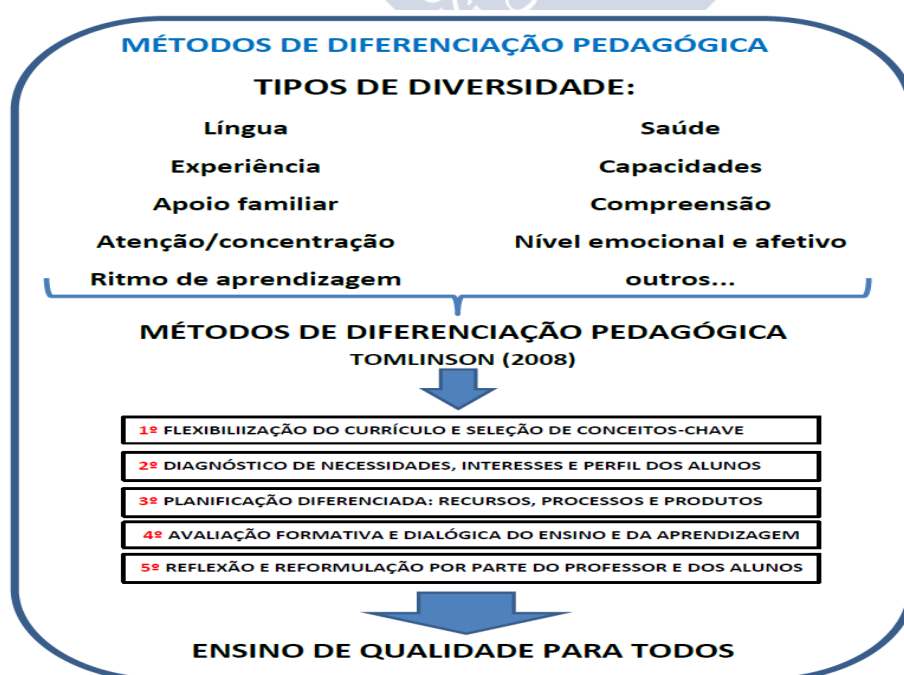 MÉTODOS DE DIFERENCIAÇÃO PEDAGÓGICA
TIPOS DE DIVERSIDADE:
Língua
Experiência
Apoio familiar
Atenção/concentração
Ritmo de aprendizagem
Saúde
Capacidades
Compreensão
Nível emocional e afetivo
outros...
MÉTODOS DE DIFERENCIAÇÃO PEDAGÓGICA
TOMLINSON (2008)
1º FLEXIBILIIZAÇÃO DO CURRÍCULO E SELEÇÃO DE CONCEITOS-CHAVE
2º DIAGNÓSTICO DE NECESSIDADES, INTERESSES E PERFIL DOS ALUNOS
3º PLANIFICAÇÃO DIFERENCIADA: RECURSOS, PROCESSOS E PRODUTOS
4º AVALIAÇÃO FORMATIVA E DIALÓGICA DO ENSINO E DA APRENDIZAGEM
5º REFLEXÃO E REFORMULAÇÃO POR PARTE DO PROFESSOR E DOS ALUNOS
ENSINO DE QUALIDADE PARA TODOS